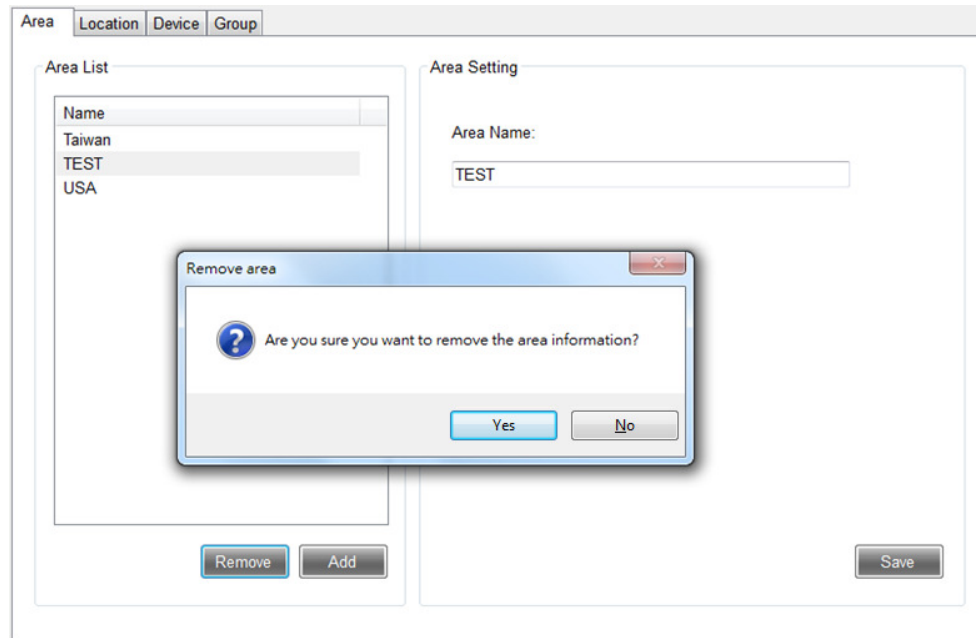 Area Location Device Group
Area List
Name
Taiwan
TEST
USA
Area Setting
Area Name:
TEST
Remove area
Are you sure you want to remove the area information?
Yes No
Remove Add
Save